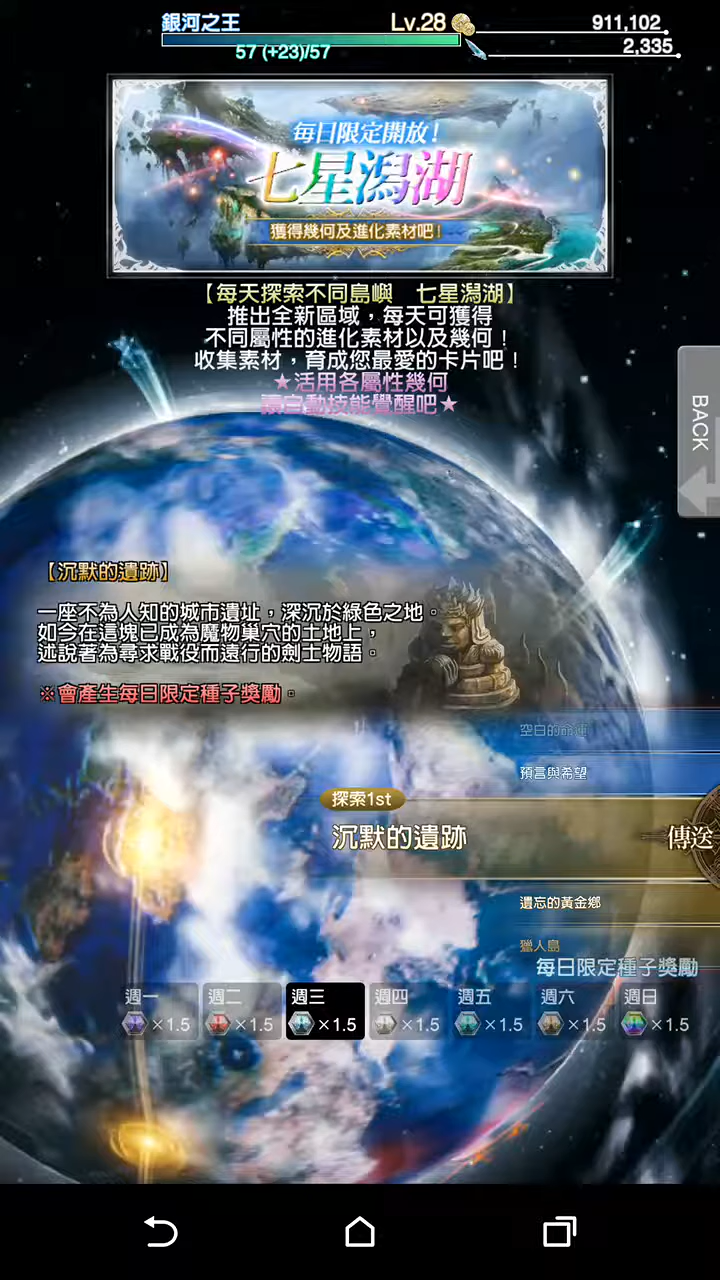 銀河之王
Lv.28
911,102
57 (+23)/57
2,335
每日限定開放！
七星潟湖
獲得幾何及進化素材吧！
【每天探索不同島嶼　七星潟湖】
推出全新區域，每天可獲得
不同屬性的進化素材以及幾何！
收集素材，育成您最愛的卡片吧！
★活用各屬性幾何
讓自動技能覺醒吧★
BACK
【沉默的遺跡】
一座不為人知的城市遺址，深沉於綠色之地。
如今在這塊已成為魔物巢穴的土地上，
述說著為尋求戰役而遠行的劍士物語。
※會產生每日限定種子獎勵。
空白的命運
預言與希望
探索1st
沉默的遺跡
傳送
遺忘的黃金鄉
獵人島
每日限定種子獎勵
週一 週二 週三 週四 週五 週六 週日
×1.5 ×1.5 ×1.5 ×1.5 ×1.5 ×1.5 ×1.5